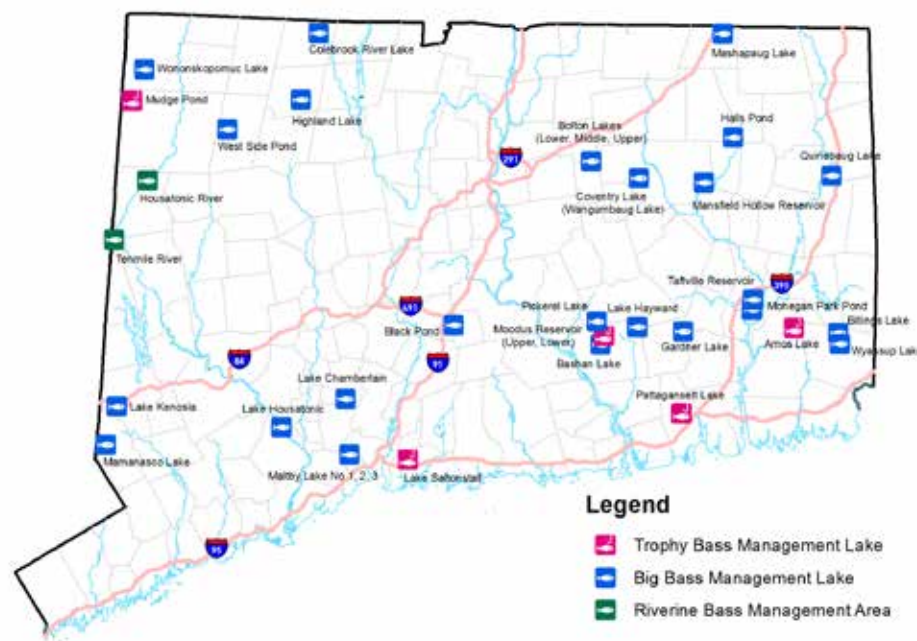 Colebrook River Lake
Mashapaug Lake
Wononskopomuc Lake
Mudge Pond
Highland Lake
West Side Pond
Bolton Lakes
(Lower, Middle, Upper)
Halls Pond
291
Quinebaug Lake
Housatonic River
Coventry Lake
(Wangumbaug Lake)
Mansfield Hollow Reservoir
Tenmile River
Taftville Reservoir
395
Pickerel Lake
Lake Hayward
Mohegan Park Pond
691
Black Pond
Moodus Reservoir
(Upper, Lower)
Gardner Lake
Amos Lake
Billings Lake
Wyassup Lake
Bashan Lake
84
91
Lake Chamberlain
Pattagansett Lake
Lake Kenosia
Lake Housatonic
Mamanasco Lake
Maltby Lake No 1, 2, 3
Lake Saltonstall
95
Legend
Trophy Bass Management Lake
Big Bass Management Lake
Riverine Bass Management Area